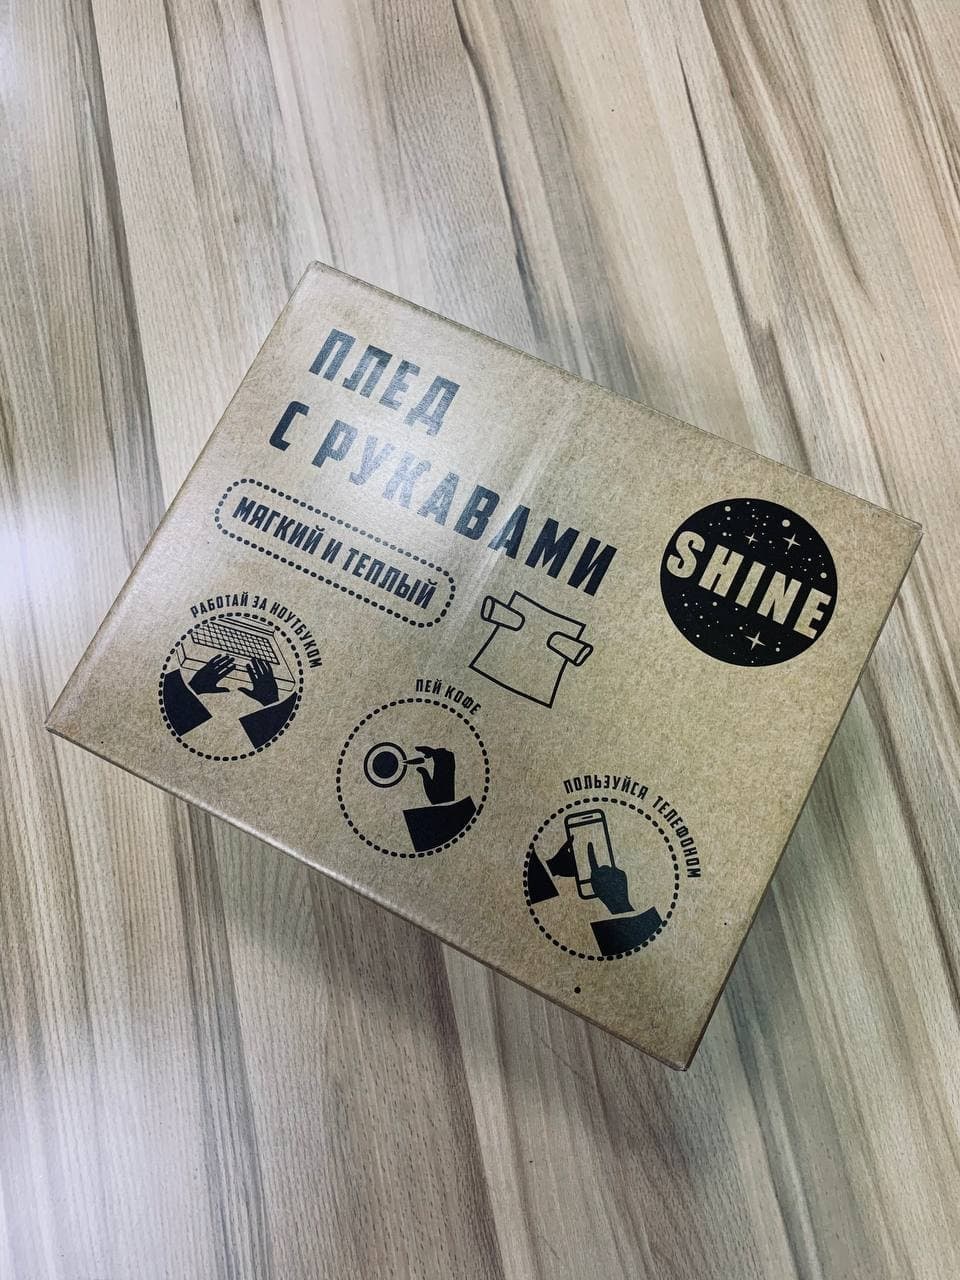 ПЛЕД
С РУКАВАМИ
МЯГКИЙ И ТЕПЛЫЙ
SHINE
РАБОТАЙ ЗА НОУТБУКОМ
ПЕЙ КОФЕ
ПОЛЬЗУЙСЯ ТЕЛЕФОНОМ